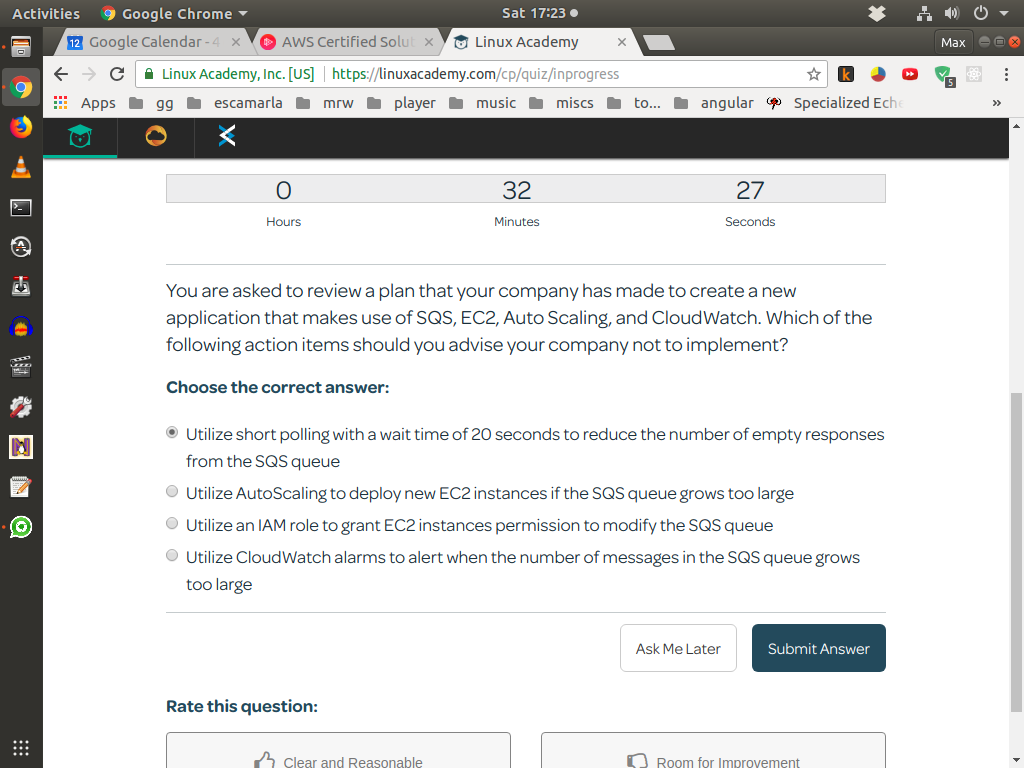 Activities Google Chrome Sat 17:23
Google Calendar - 4 AWS Certified Solut Linux Academy Max
Linux Academy, Inc. [US] https://linuxacademy.com/cp/quiz/inprogress k 5
Apps gg escamarla mrw player music miscs to... angular Specialized Eche »
0 32 27
Hours Minutes Seconds
You are asked to review a plan that your company has made to create a new
application that makes use of SQS, EC2, Auto Scaling, and CloudWatch. Which of the
following action items should you advise your company not to implement?
Choose the correct answer:
Utilize short polling with a wait time of 20 seconds to reduce the number of empty responses
from the SQS queue
Utilize AutoScaling to deploy new EC2 instances if the SQS queue grows too large
Utilize an IAM role to grant EC2 instances permission to modify the SQS queue
Utilize CloudWatch alarms to alert when the number of messages in the SQS queue grows
too large
Ask Me Later Submit Answer
Rate this question:
Clear and Reasonable Room for Improvement